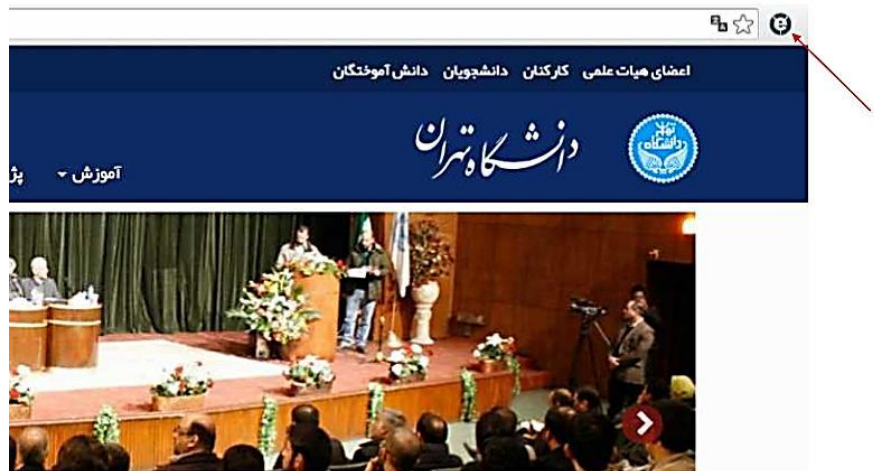 اعضای هیات علمی کارکنان دانشجویان دانش آموختگان
دانشگاه تهران
آموزش